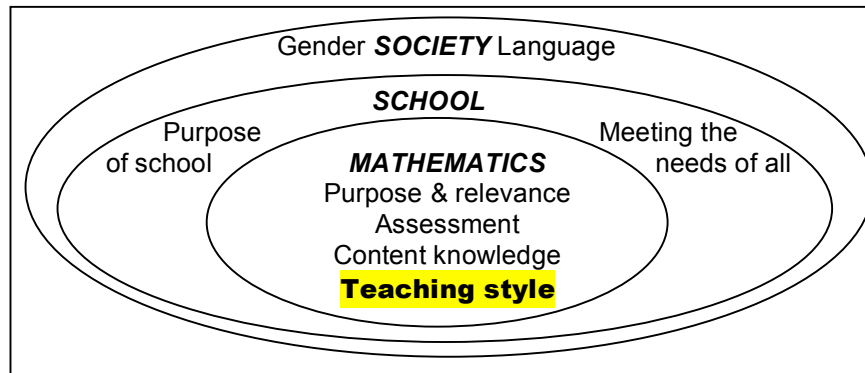 Gender SOCIETY Language
SCHOOL
Purpose
of school
Meeting the
needs of all
MATHEMATICS
Purpose & relevance
Assessment
Content knowledge
Teaching style